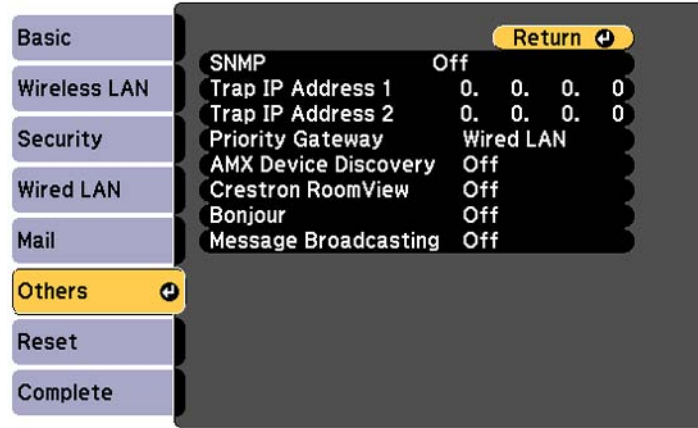 Basic
Wireless LAN
Security
Wired LAN
Mail
Others
Reset
Complete
Return
SNMP Off
Trap IP Address 1 0. 0. 0. 0
Trap IP Address 2 0. 0. 0. 0
Priority Gateway Wired LAN
AMX Device Discovery Off
Crestron RoomView Off
Bonjour Off
Message Broadcasting Off